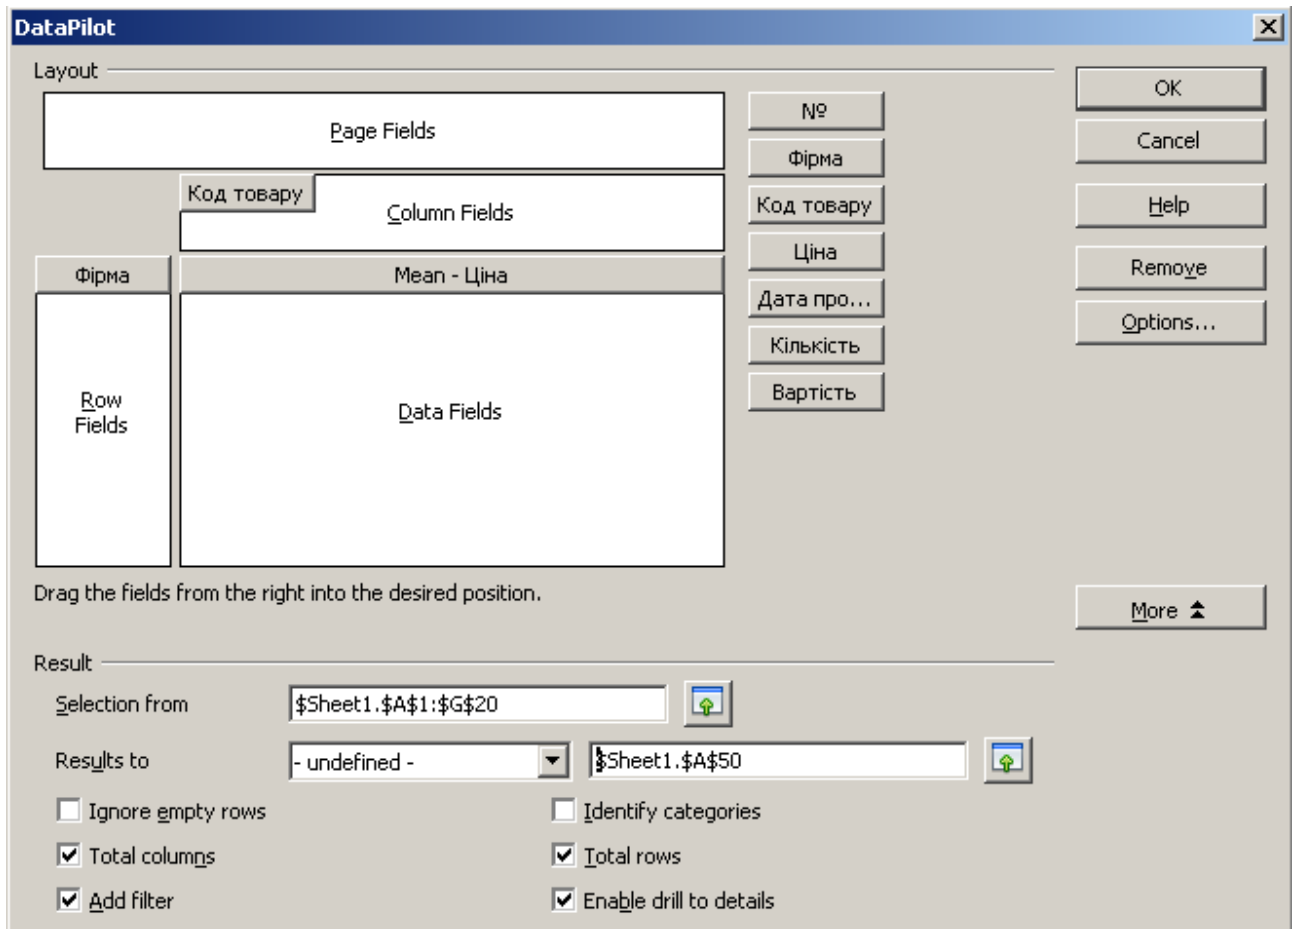 DataPilot
Layout
Page Fields
Код товару
Column Fields
Фірма
Mean - Ціна
Row
Fields
Data Fields
№
Фірма
Код товару
Ціна
Дата про...
Кількість
Вартість
OK
Cancel
Help
Remove
Options...
Drag the fields from the right into the desired position.
More
Result
Selection from
$Sheet1.$A$1:$G$20
Results to
- undefined -
$Sheet1.$A$50
Ignore empty rows
Identify categories
Total columns
Total rows
Add filter
Enable drill to details